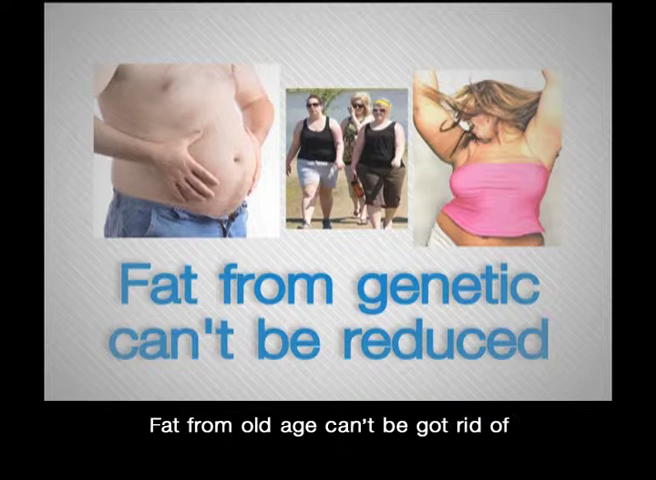 Fat from genetic
can't be reduced
Fat from old age can't be got rid of